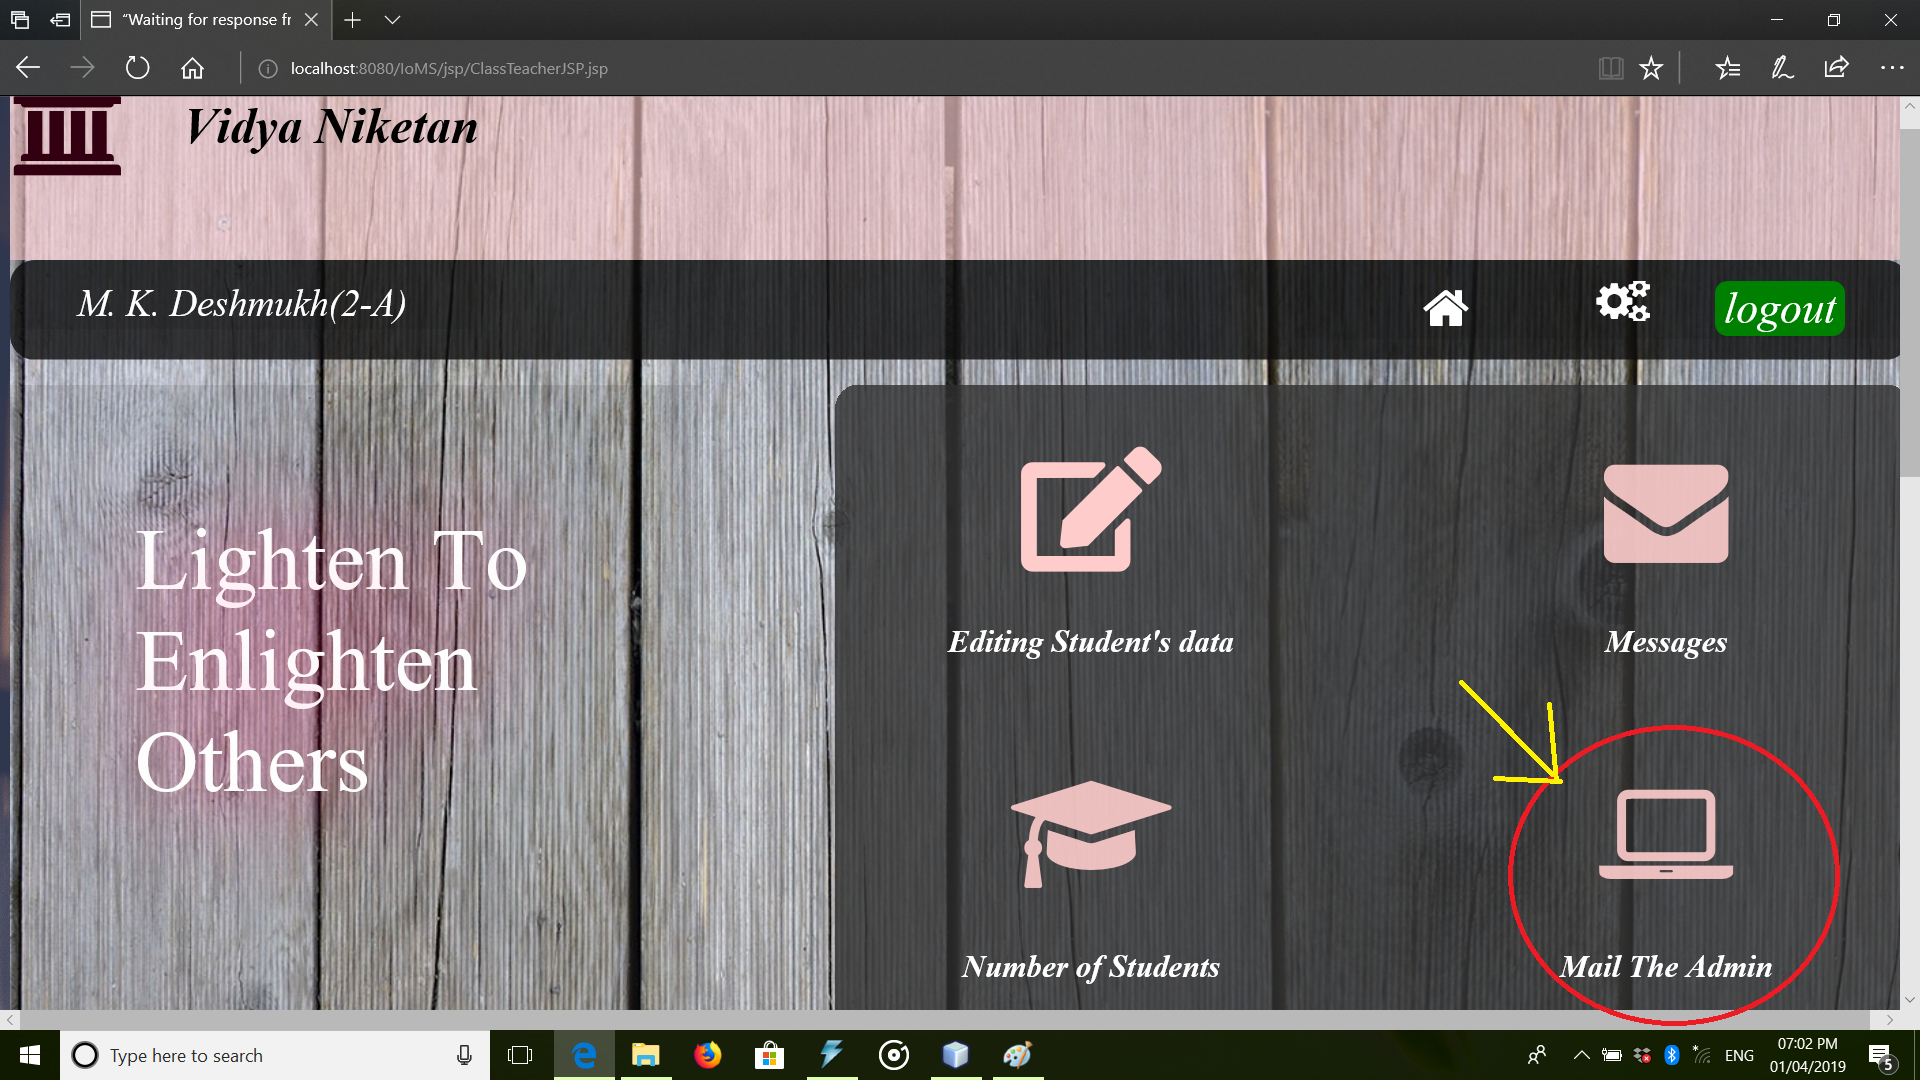 “Waiting for response fr
localhost:8080/IoMS/jsp/ClassTeacherJSP.jsp
Vidya Niketan
M. K. Deshmukh(2-A)
logout
Lighten To
Enlighten
Others
Editing Student's data
Messages
Number of Students
Mail The Admin
Type here to search
ENG
07:02 PM
01/04/2019
5